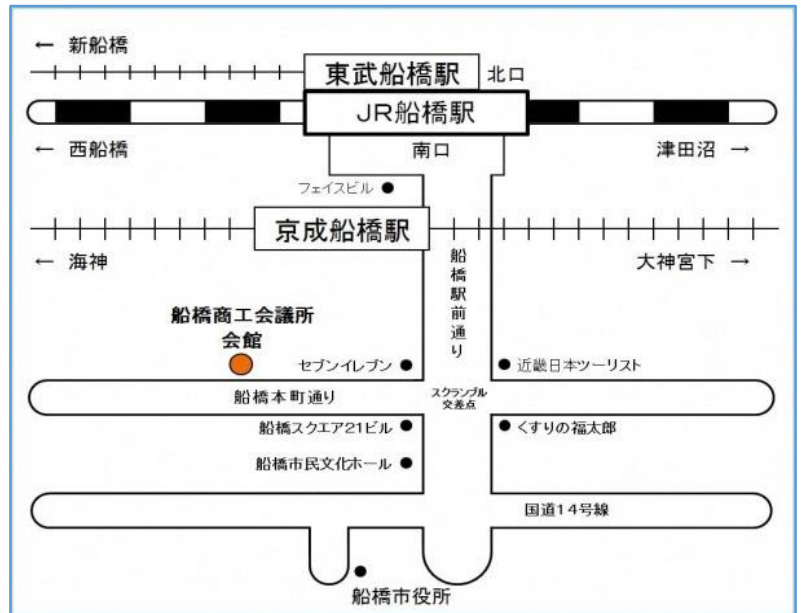 ← 新船橋
東武船橋駅 北口
JR船橋駅
← 西船橋 南口 津田沼 →
フェイスビル
京成船橋駅
← 海神 大神宮下 →
船橋駅前通り
船橋商工会議所
会館
セブンイレブン 近畿日本ツーリスト
船橋本町通り
スクランブル
交差点
船橋スクエア21ビル くすりの福太郎
船橋市民文化ホール
国道14号線
船橋市役所